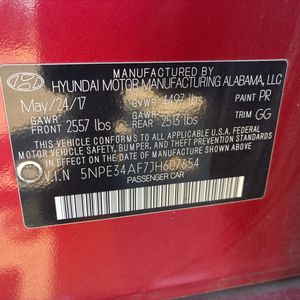 MANUFACTURED BY
HYUNDAI MOTOR MANUFACTURING ALABAMA, LLC
May/24/17 GVWR 4497 lbs PAINT PR
GAWR FRONT 2557 lbs GAWR REAR 2513 lbs TRIM GG
THIS VEHICLE CONFORMS TO ALL APPLICABLE U.S. FEDERAL
MOTOR VEHICLE SAFETY, BUMPER, AND THEFT PREVENTION
STANDARDS IN EFFECT ON THE DATE OF MANUFACTURE SHOWN ABOVE.
V.I.N 5NPE34AF7JH607654
PASSENGER CAR